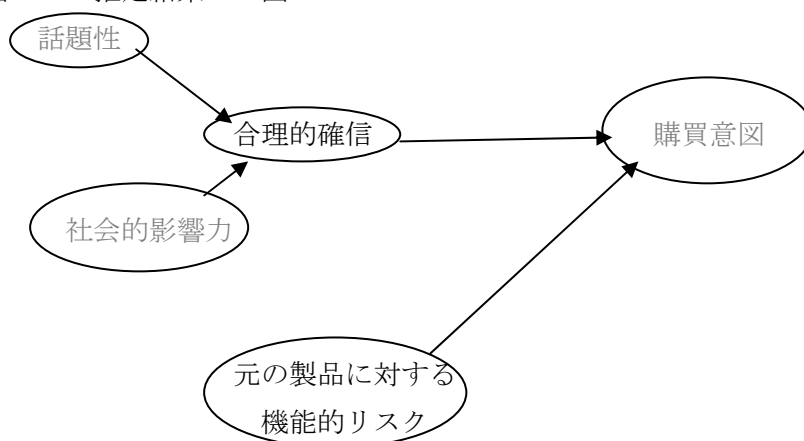 話題性
合理的確信
購買意図
社会的影響力
元の製品に対する
機能的リスク